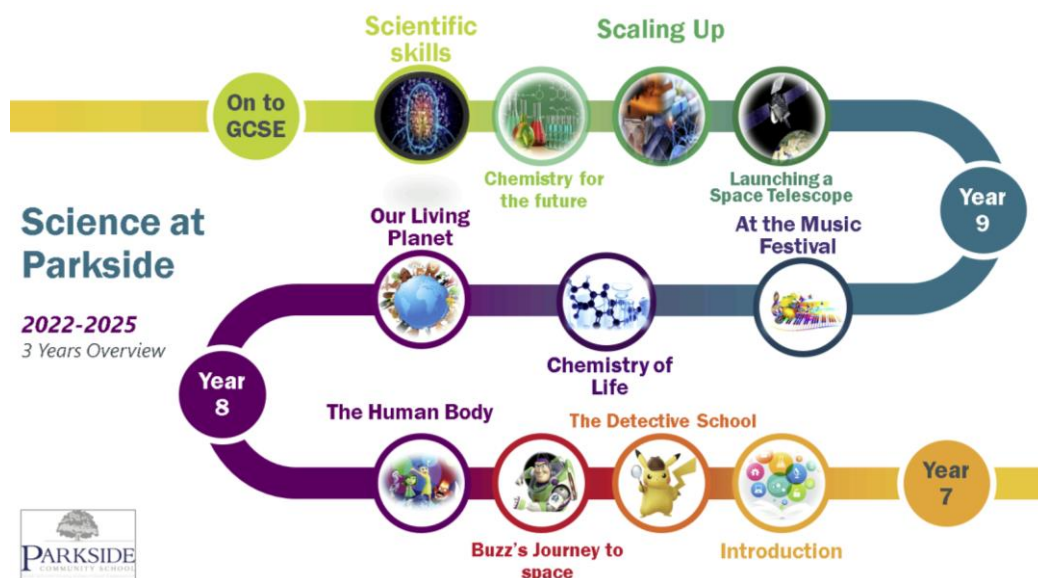 Scientific
skills
Scaling Up
On to
GCSE
Chemistry for
the future
Launching a
Space Telescope
Science at
Parkside
Our Living
Planet
At the Music
Festival
Year
9
2022-2025
3 Years Overview
Chemistry of
Life
Year
8
The Human Body
The Detective School
Year
7
Buzz's Journey to
space
Introduction
PARKSIDE
COMMUNITY SCHOOL